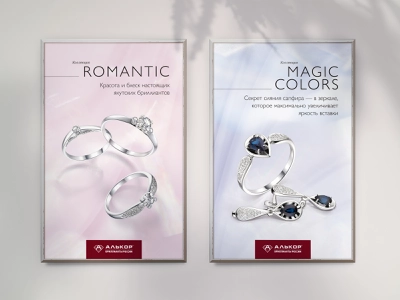 Коллекция
ROMANTIC
Красота и блеск настоящих
якутских бриллиантов
АЛЬКОР
Коллекция
MAGIC
COLORS
Секрет сияния сапфира — в зеркале,
которое максимально увеличивает
яркость вставки
АЛЬКОР